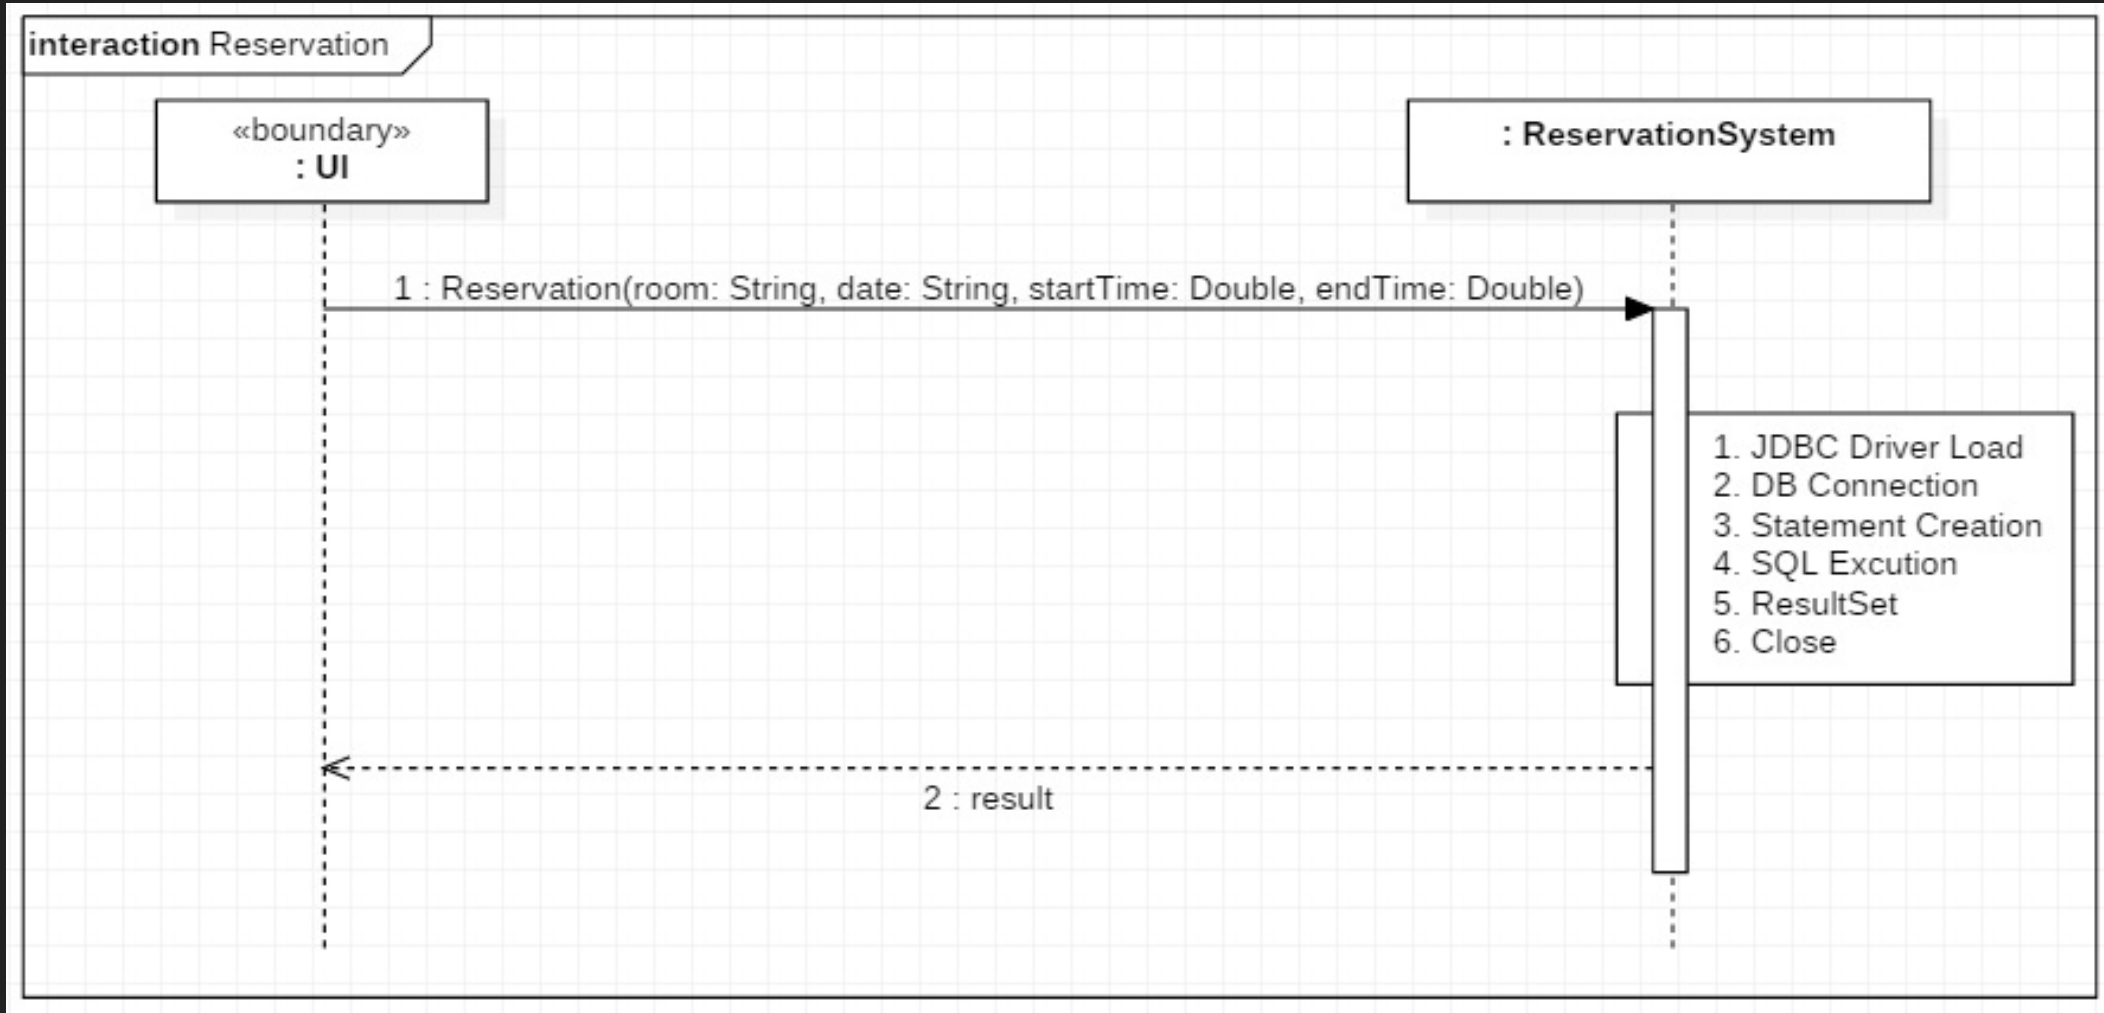 interaction Reservation
«boundary»
: UI
: ReservationSystem
1 : Reservation(room: String, date: String, startTime: Double, endTime: Double)
1. JDBC Driver Load
2. DB Connection
3. Statement Creation
4. SQL Excution
5. ResultSet
6. Close
2 : result